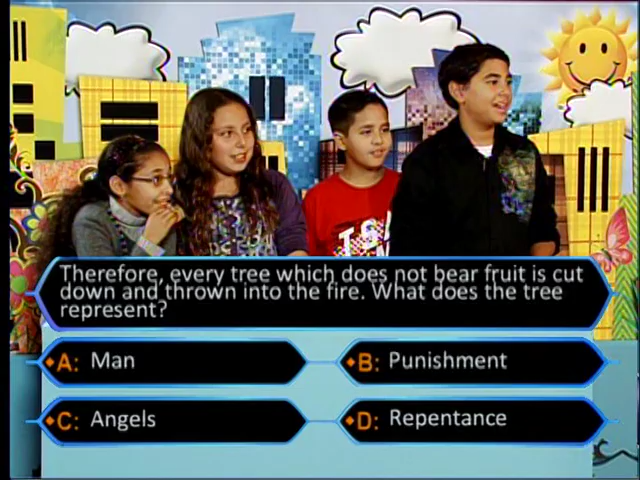 Therefore, every tree which does not bear fruit is cut
down and thrown into the fire. What does the tree
represent?
A: Man
B: Punishment
C: Angels
D: Repentance